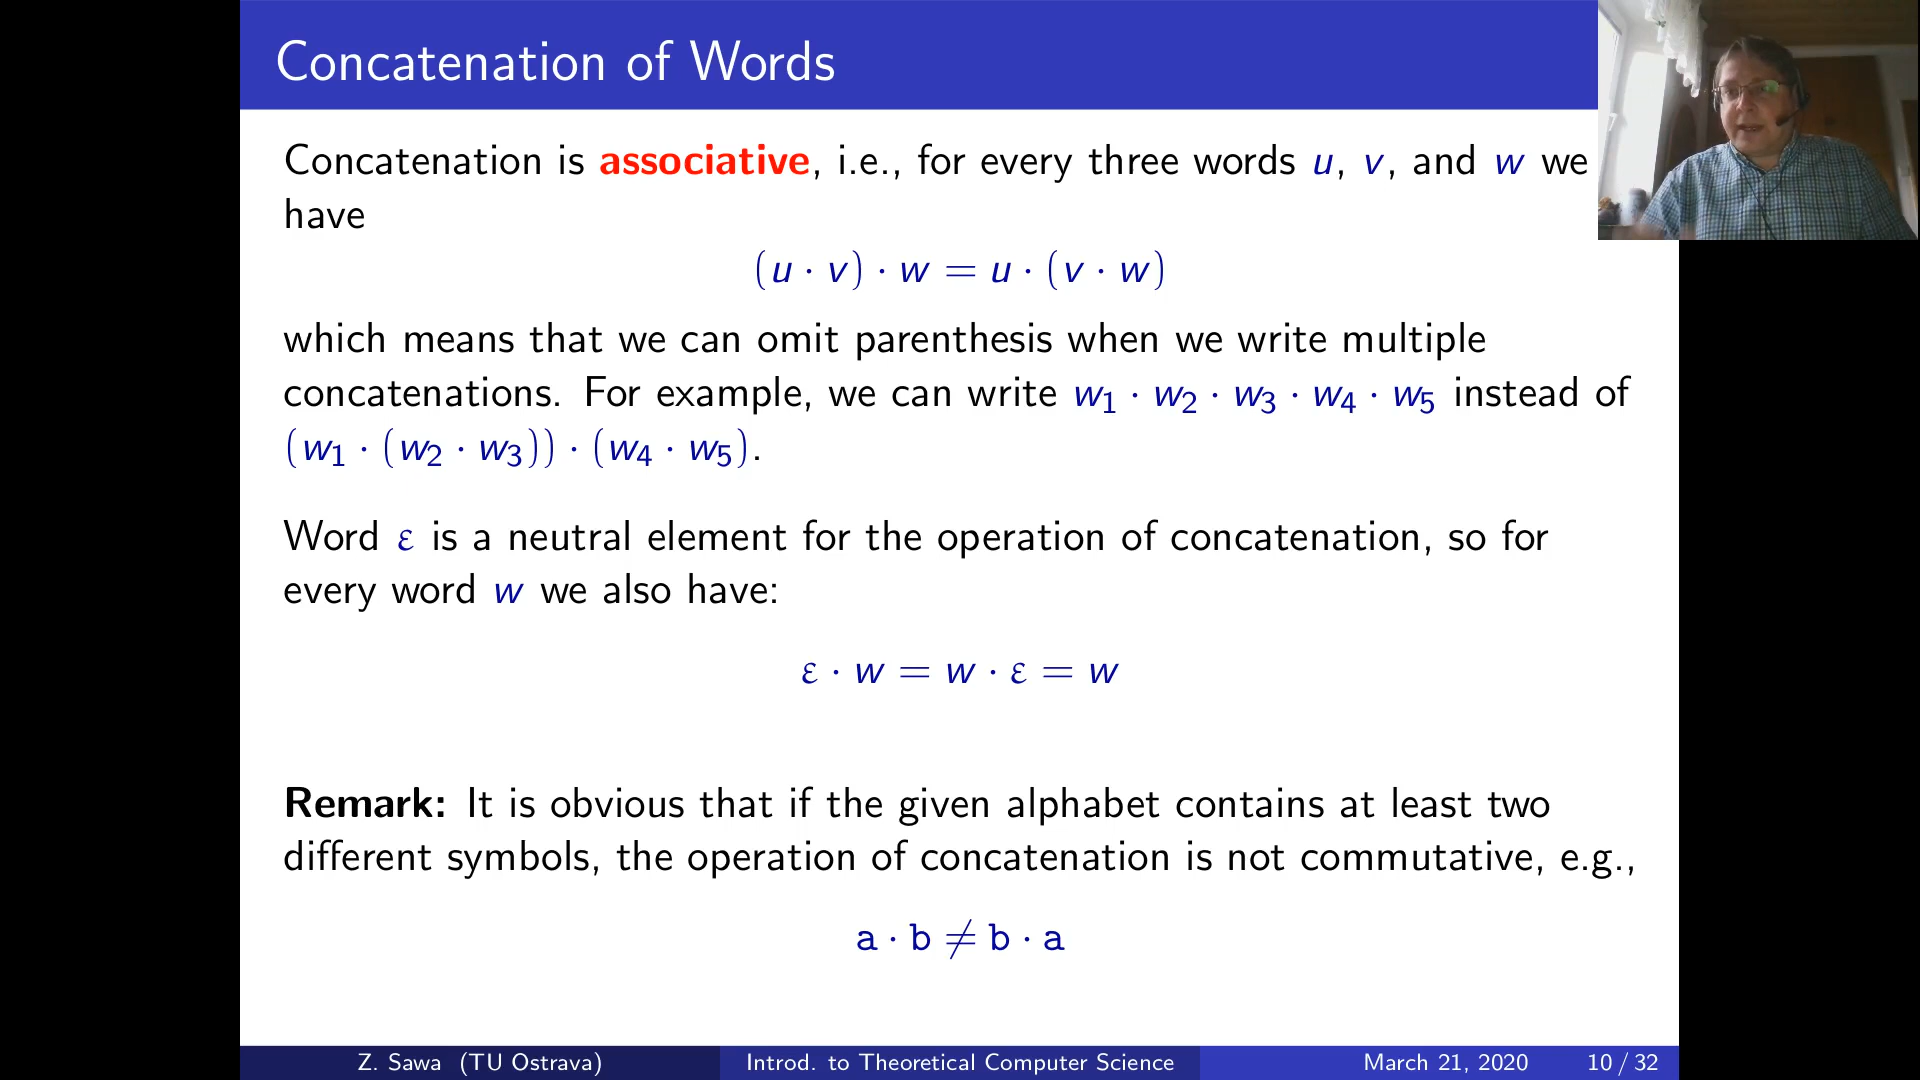 Concatenation of Words
Concatenation is associative, i.e., for every three words u, v, and w we
have
(u · v) · w = u · (v · w)
which means that we can omit parenthesis when we write multiple
concatenations. For example, we can write w₁ · w₂ · w₃ · w₄ · w₅ instead of
(w₁ · (w₂ · w₃)) · (w₄ · w₅).
Word ε is a neutral element for the operation of concatenation, so for
every word w we also have:
ε · w = w · ε = w
Remark: It is obvious that if the given alphabet contains at least two
different symbols, the operation of concatenation is not commutative, e.g.,
a · b ≠ b · a
Z. Sawa (TU Ostrava) Introd. to Theoretical Computer Science March 21, 2020 10 / 32